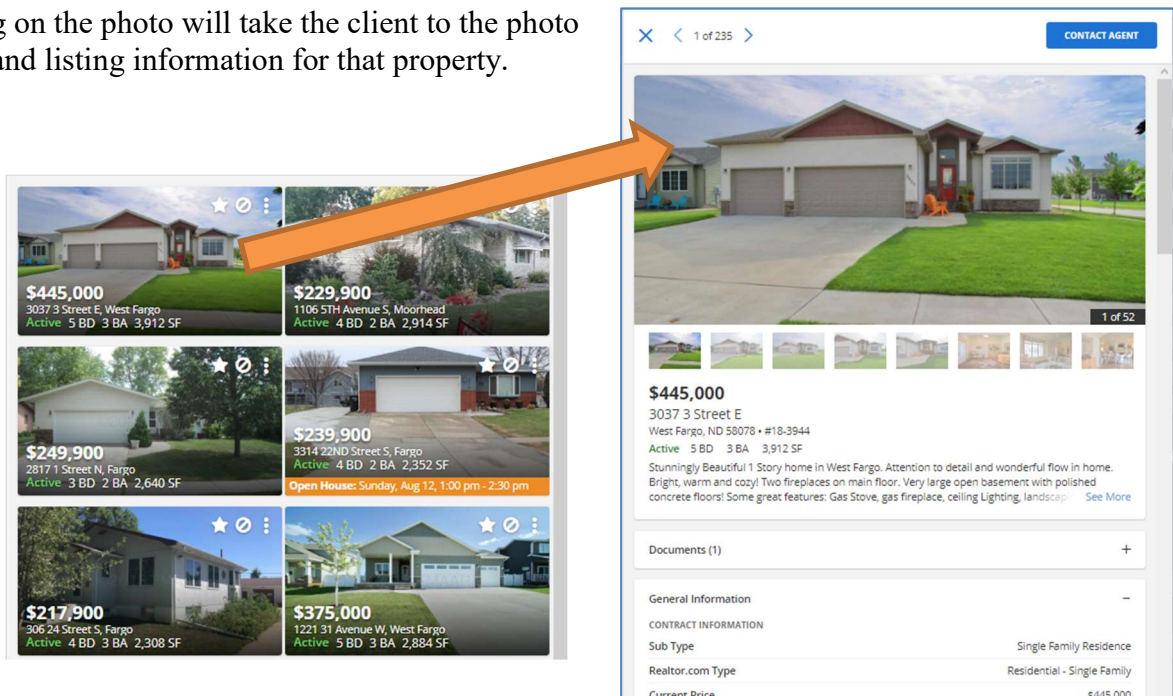 g on the photo will take the client to the photo
and listing information for that property.
$445,000
3037 3 Street E, West Fargo
Active 5 BD 3 BA 3,912 SF
$229,900
1106 5TH Avenue S, Moorhead
Active 4 BD 2 BA 2,914 SF
$249,900
2817 1 Street N, Fargo
Active 3 BD 2 BA 2,640 SF
$239,900
3314 22ND Street S, Fargo
Active 4 BD 2 BA 2,352 SF
Open House: Sunday, Aug 12, 1:00 pm - 2:30 pm
$217,900
306 24 Street S, Fargo
Active 4 BD 2 BA 2,308 SF
$375,000
1221 31 Avenue W, West Fargo
Active 5 BD 3 BA 2,884 SF
1 of 235
CONTACT AGENT
1 of 52
$445,000
3037 3 Street E
West Fargo, ND 58078 • #18-3944
Active 5 BD 3 BA 3,912 SF
Stunningly Beautiful 1 Story home in West Fargo. Attention to detail and wonderful flow in home.
Bright, warm and cozy! Two fireplaces on main floor. Very large open basement with polished
concrete floors! Some great features: Gas Stove, gas fireplace, ceiling Lighting, landscapi See More
Documents (1)
General Information
CONTRACT INFORMATION
Sub Type Single Family Residence
Realtor.com Type Residential - Single Family
Current Price $445,000